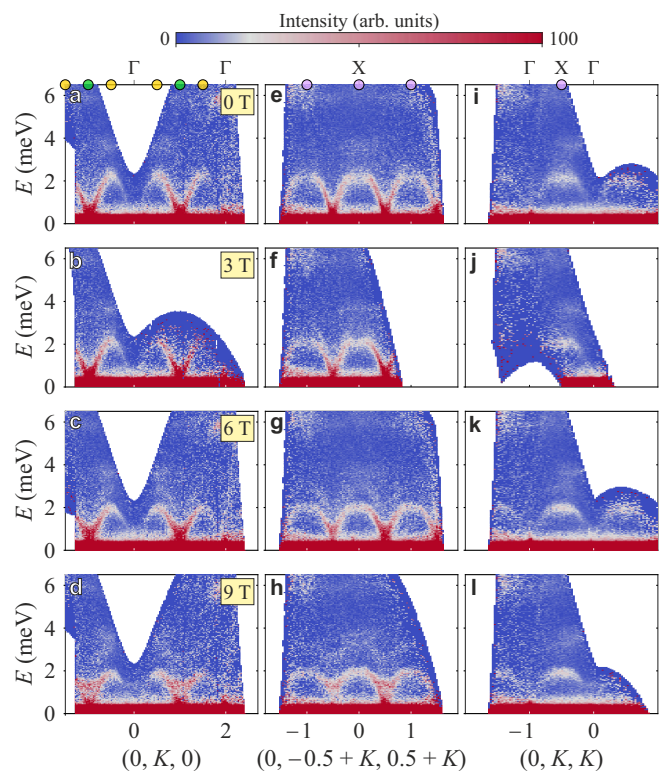 Intensity (arb. units)
0 100
Γ Γ X Γ X Γ
a 0 T e i
6
4
2
0
E (meV)
b 3 T f j
6
4
2
0
E (meV)
c 6 T g k
6
4
2
0
E (meV)
d 9 T h l
6
4
2
0
E (meV)
0 2 −1 0 1 −1 0
(0, K, 0) (0, −0.5 + K, 0.5 + K) (0, K, K)